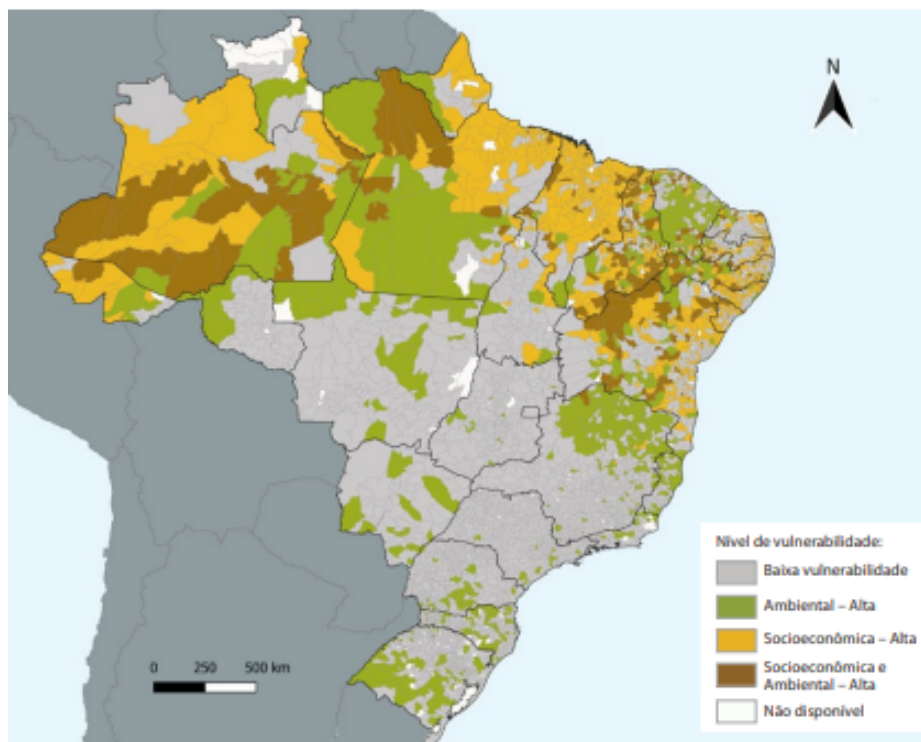 N
Nível de vulnerabilidade:
Baixa vulnerabilidade
Ambiental – Alta
Socioeconômica – Alta
Socioeconômica e
Ambiental – Alta
Não disponível
0 250 500 km